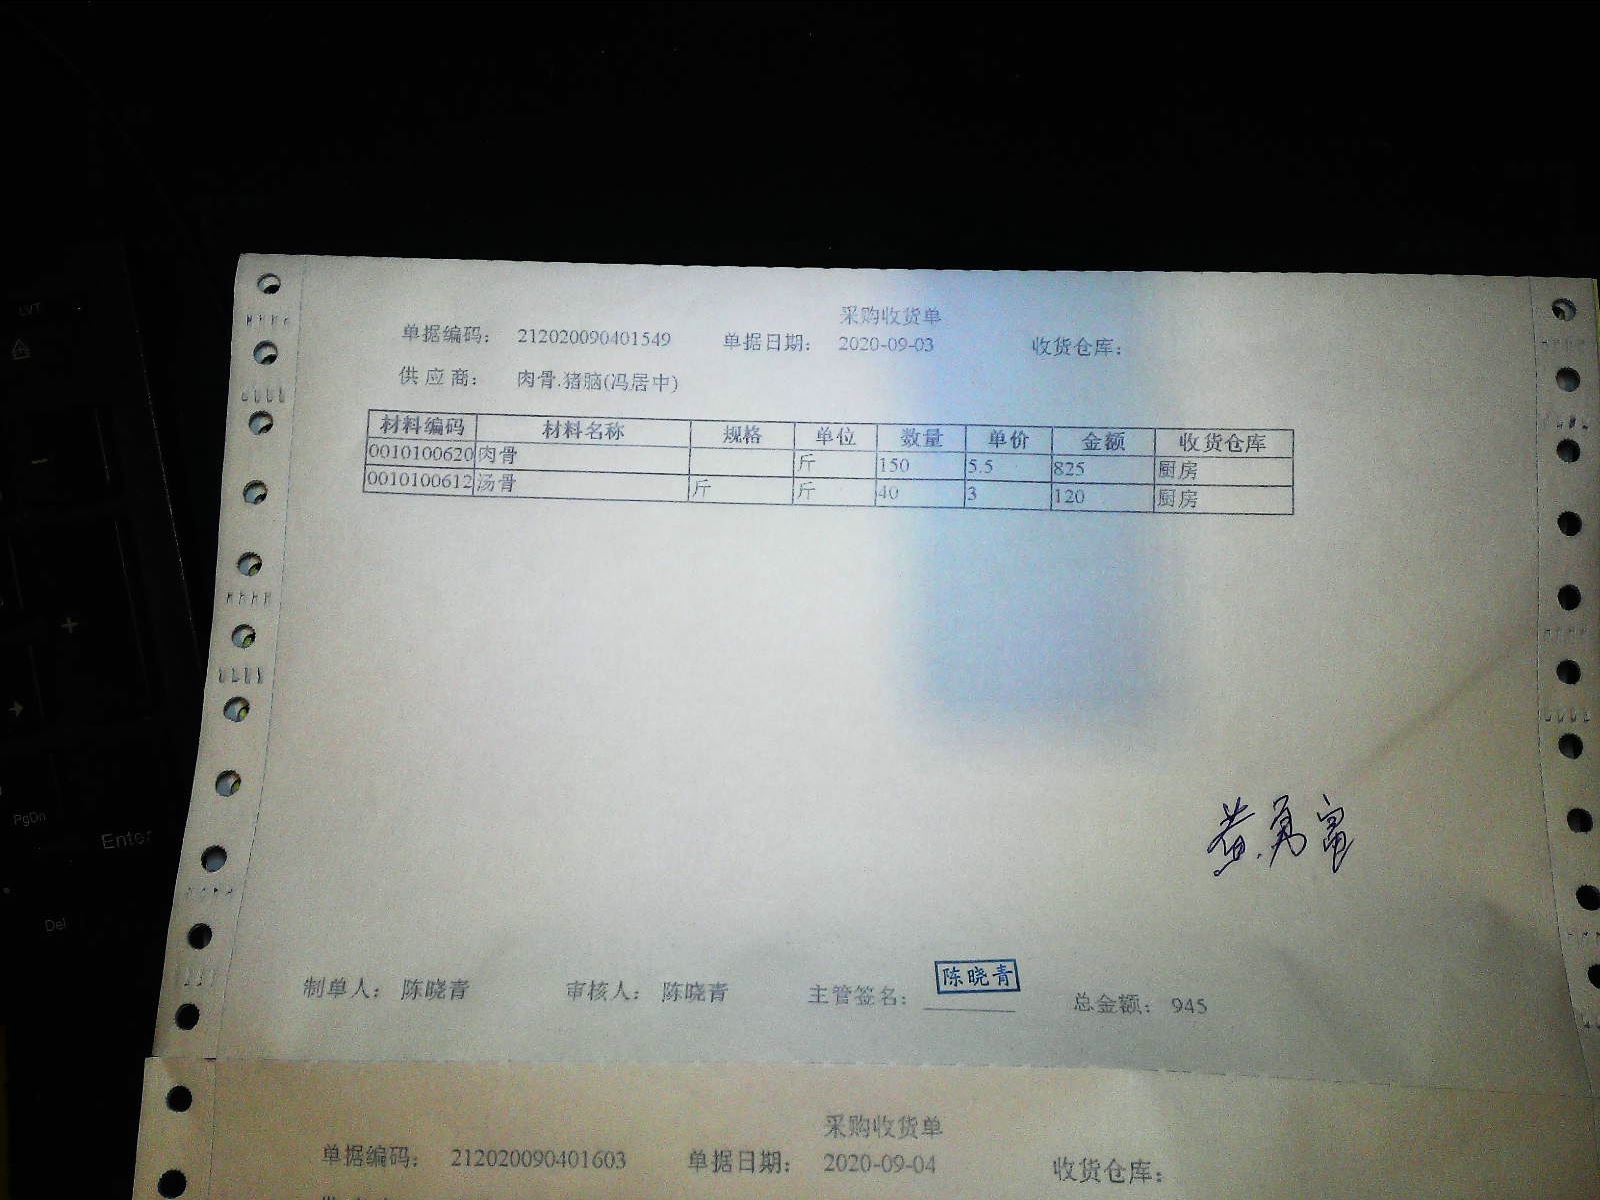 采购收货单
单据编码： 212020090401549 单据日期： 2020-09-03 收货仓库：
供 应 商： 肉骨.猪脑(冯居中)
材料编码 材料名称 规格 单位 数量 单价 金额 收货仓库
0010100620 肉骨 斤 150 5.5 825 厨房
0010100612 汤骨 斤 斤 40 3 120 厨房
黄勇富
陈晓青
制单人： 陈晓青 审核人： 陈晓青 主管签名： 总金额： 945
采购收货单
单据编码： 212020090401603 单据日期： 2020-09-04 收货仓库：
PgDn
Enter
Del